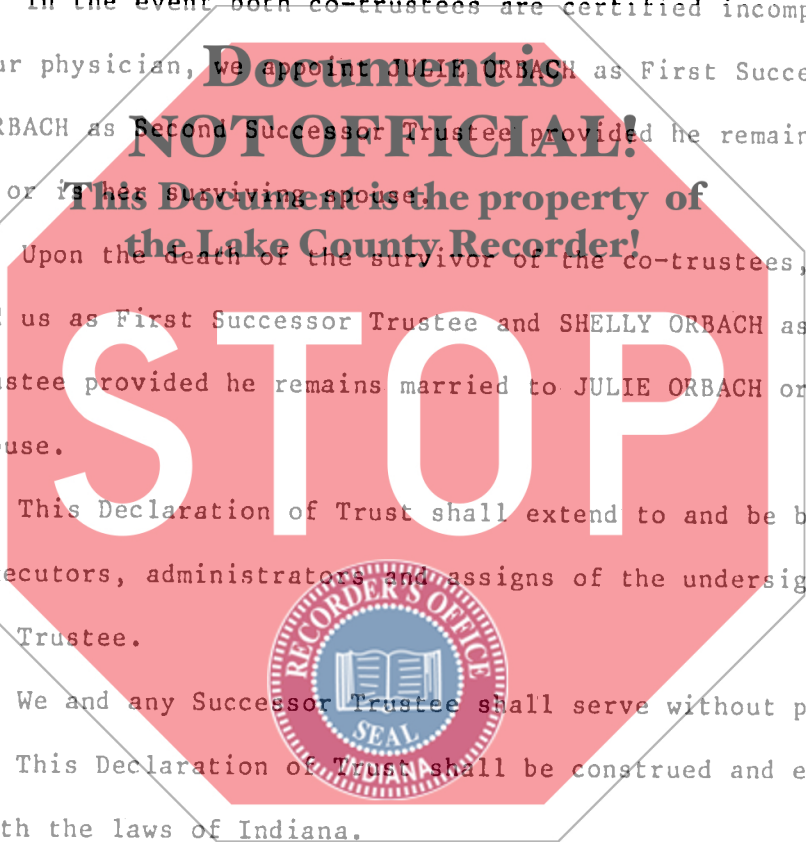 In the event both co-trustees are certified incomp
ur physician, we appoint JULIE ORBACH as First Succe
RBACH as Second Successor Trustee provided he remain
or is her surviving spouse.
Upon the death of the survivor of the co-trustees,
us as First Successor Trustee and SHELLY ORBACH as
ustee provided he remains married to JULIE ORBACH or
use.
This Declaration of Trust shall extend to and be b
ecutors, administrators and assigns of the undersig
Trustee.
We and any Successor Trustee shall serve without p
This Declaration of Trust shall be construed and e
th the laws of Indiana.
Document is
NOT OFFICIAL!
This Document is the property of
the Lake County Recorder!
STOP
RECORDER'S OFFICE
SEAL
INDIANA